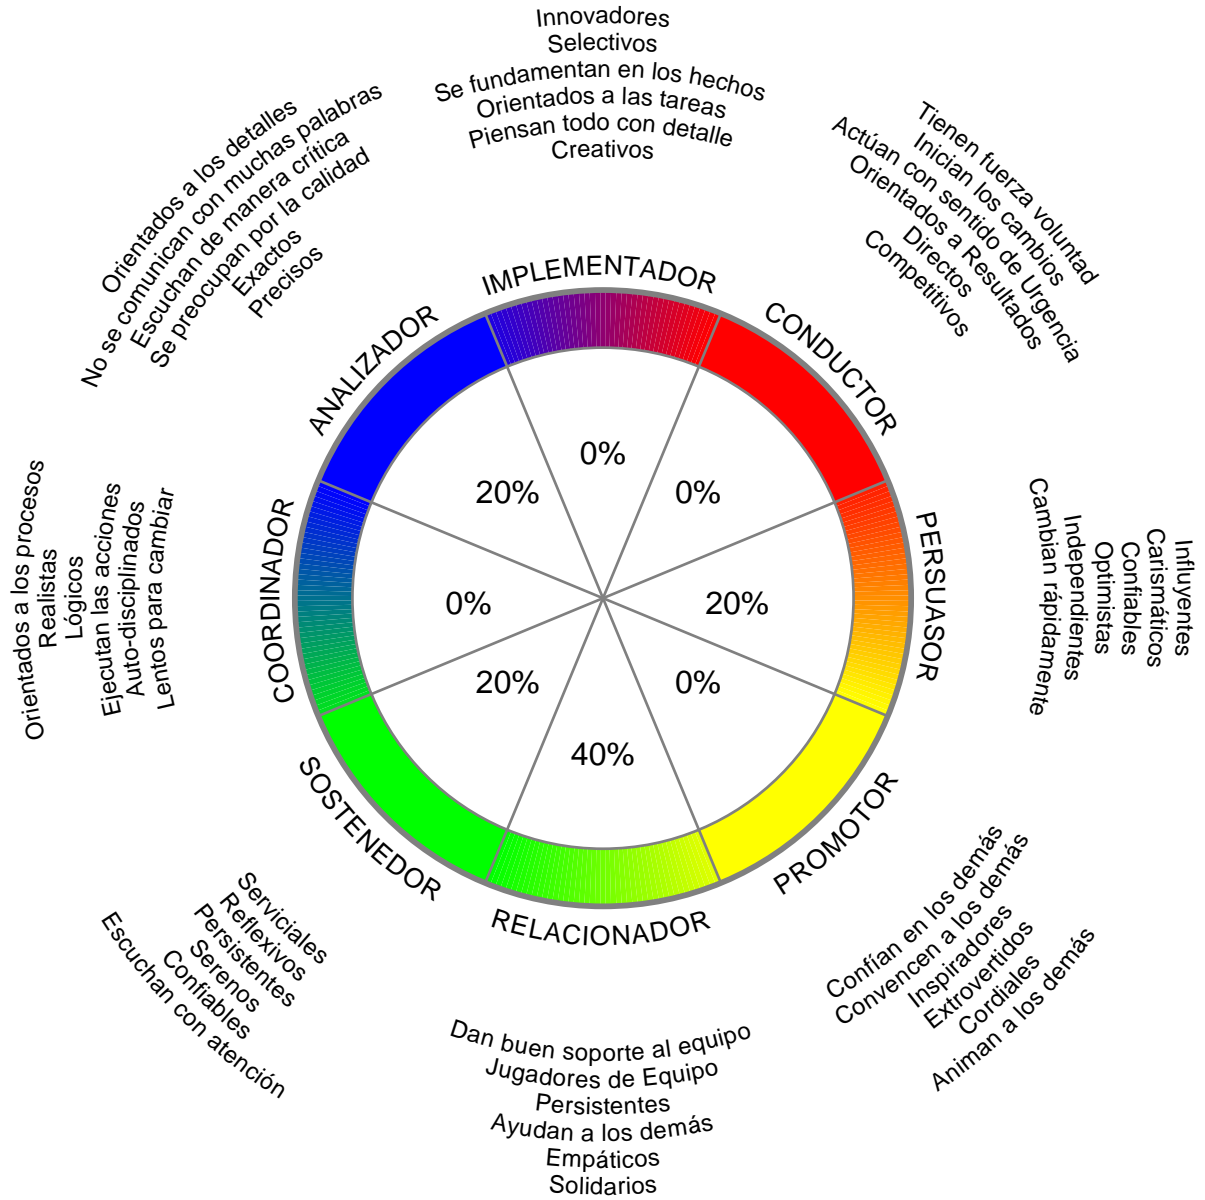 Innovadores
Selectivos
Se fundamentan en los hechos
Orientados a las tareas
Piensan todo con detalle
Creativos
Tienen fuerza voluntad
Inician los cambios
Actúan con sentido de Urgencia
Orientados a Resultados
Directos
Competitivos
Orientados a los detalles
No se comunican con muchas palabras
Escuchan de manera crítica
Se preocupan por la calidad
Exactos
Precisos
IMPLEMENTADOR
CONDUCTOR
ANALIZADOR
PERSUASOR
COORDINADOR
PROMOTOR
SOSTENEDOR
RELACIONADOR
0%
20%
0%
0%
20%
20%
0%
40%
Influyentes
Carismáticos
Confiables
Optimistas
Independientes
Cambian rápidamente
Orientados a los procesos
Realistas
Lógicos
Ejecutan las acciones
Auto-disciplinados
Lentos para cambiar
Confían en los demás
Convencen a los demás
Inspiradores
Extrovertidos
Cordiales
Animan a los demás
Serviciales
Reflexivos
Persistentes
Serenos
Confiables
Escuchan con atención
Dan buen soporte al equipo
Jugadores de Equipo
Persistentes
Ayudan a los demás
Empáticos
Solidarios